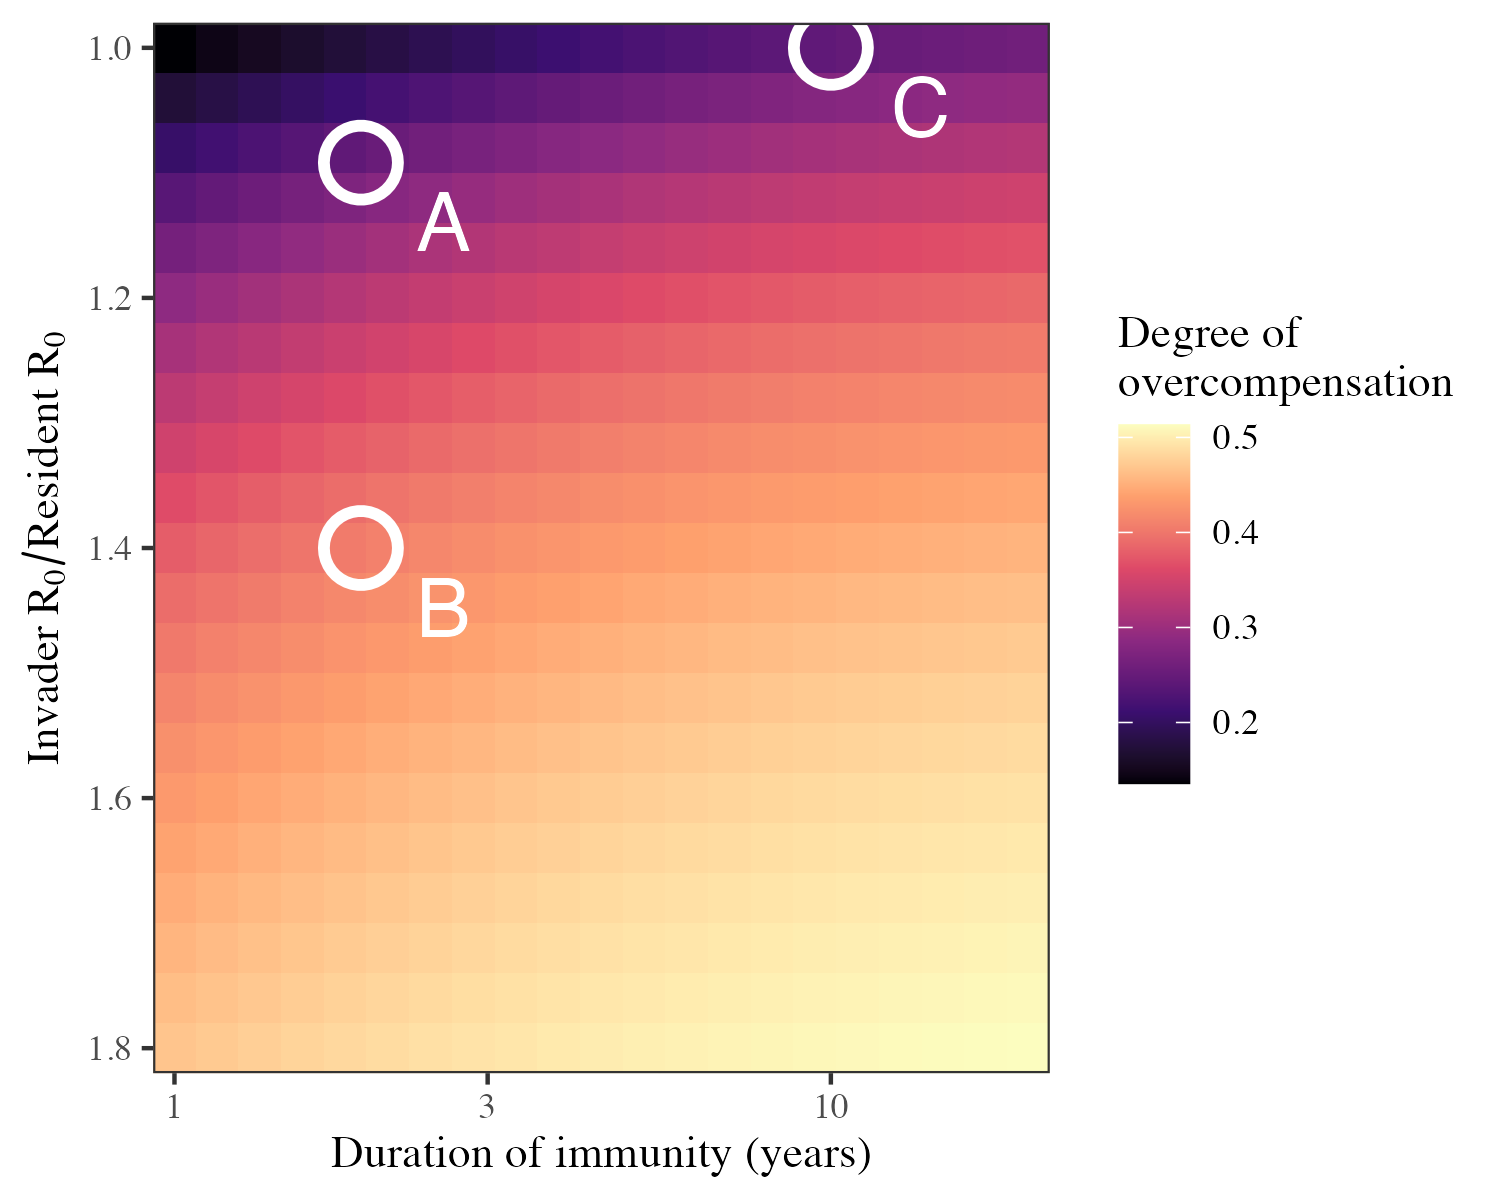 1.0
1.2
1.4
1.6
1.8
Invader R0/Resident R0
C
A
B
1
3
10
Duration of immunity (years)
Degree of
overcompensation
0.5
0.4
0.3
0.2